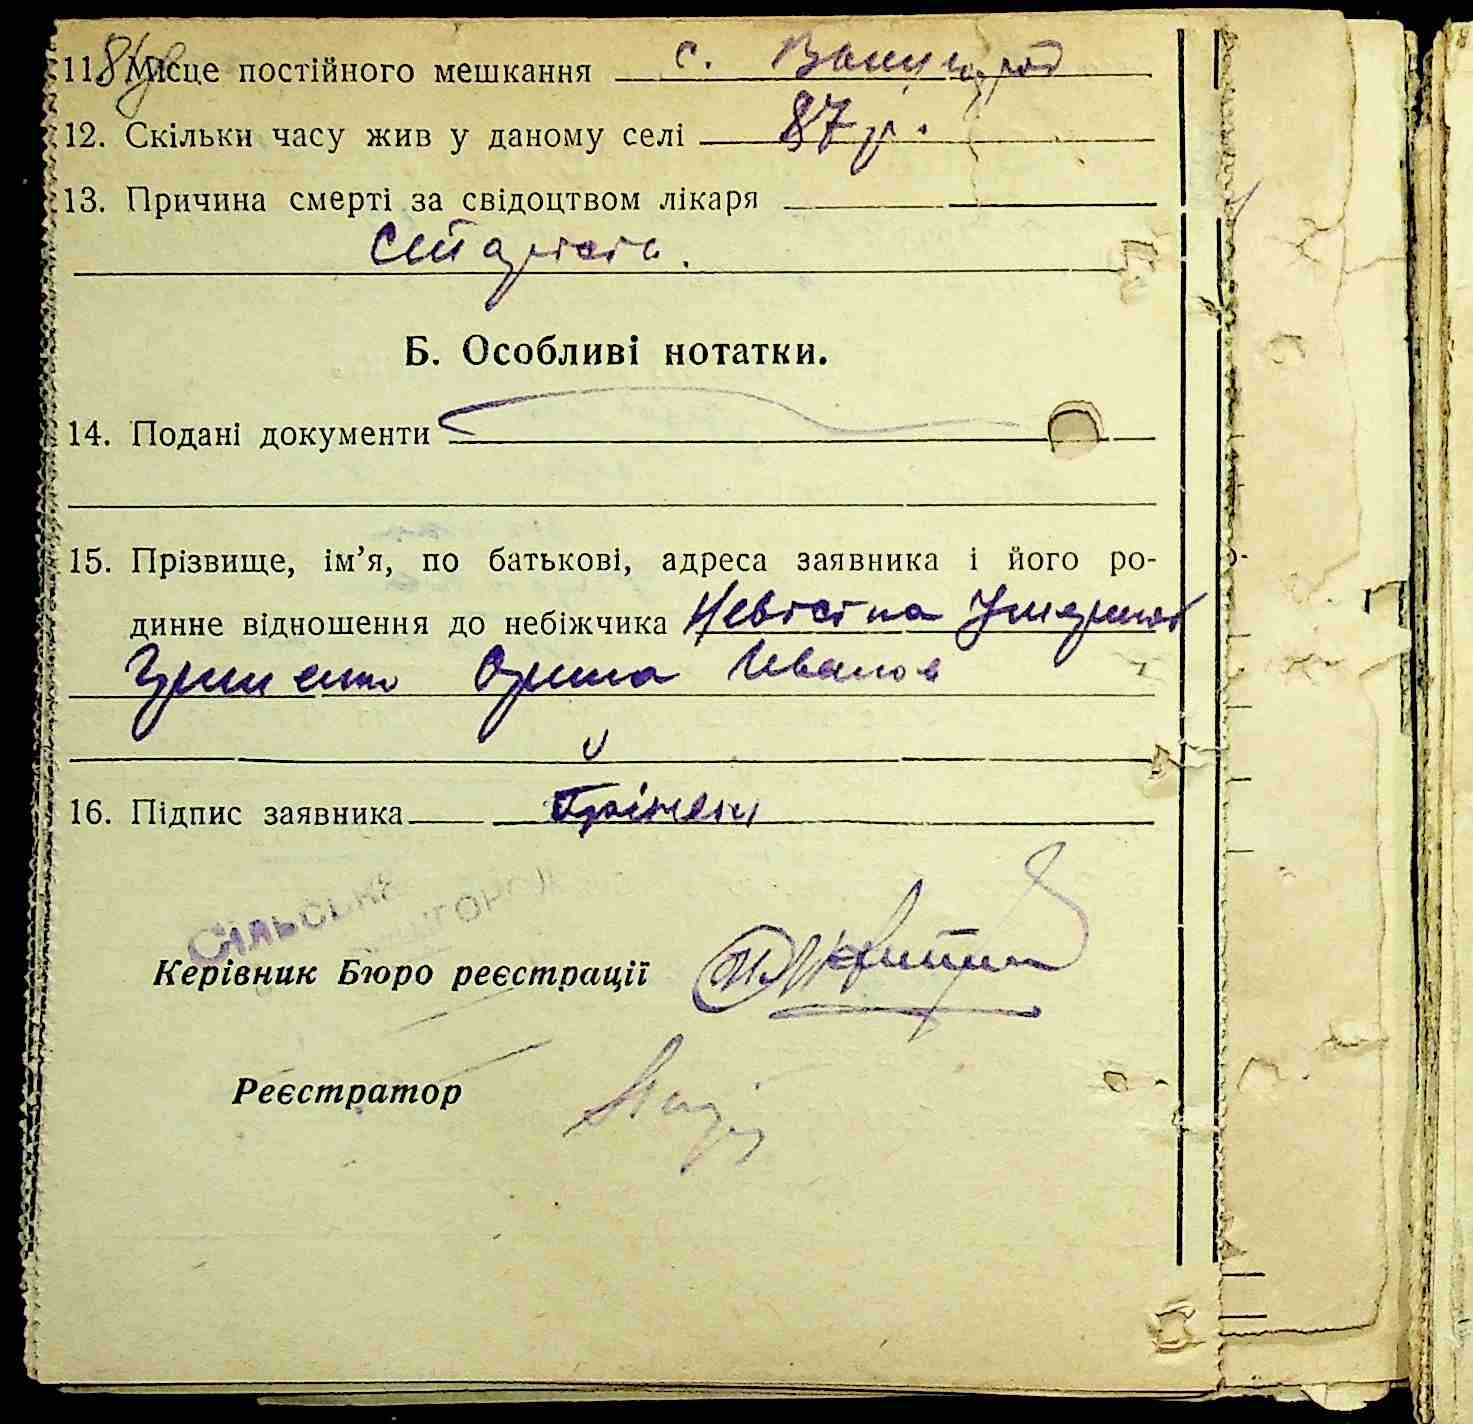 11. Місце постійного мешкання с.
12. Скільки часу жив у даному селі 87 р.
13. Причина смерті за свідоцтвом лікаря
старість.
Б. Особливі нотатки.
14. Подані документи
15. Прізвище, ім’я, по батькові, адреса заявника і його ро-
динне відношення до небіжчика Невістка
Орина Іванов
16. Підпис заявника
СІЛЬСЬКА
Керівник Бюро реєстрації
Реєстратор